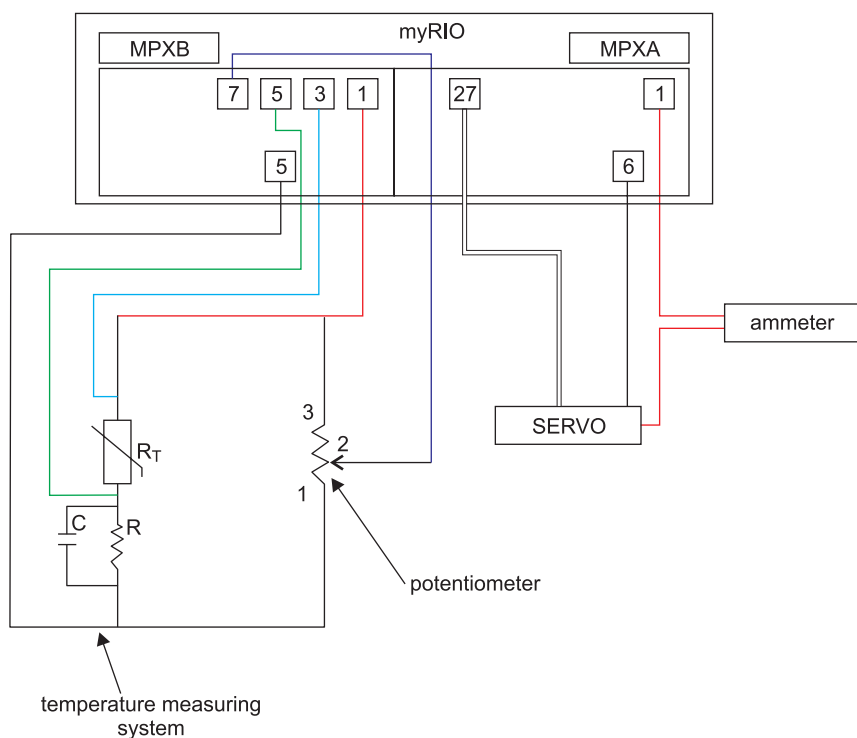 myRIO
MPXB
MPXA
7
5
3
1
27
1
5
6
ammeter
SERVO
3
2
1
R_T
C
R
potentiometer
temperature measuring
system